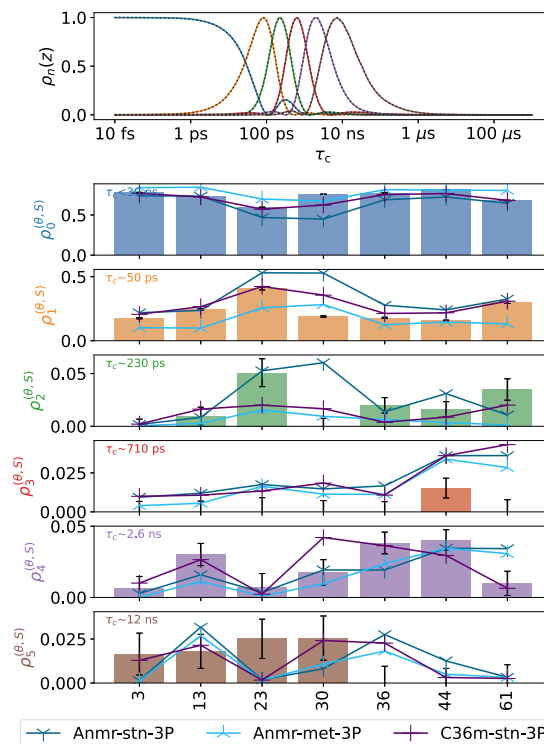 1.0
0.5
0.0
ρn(z)
10 fs 1 ps 100 ps 10 ns 1 μs 100 μs
τc
0.5
0.0
ρ0(θ, S)
0.5
0.0
ρ1(θ, S)
τc~50 ps
0.05
0.00
ρ2(θ, S)
τc~230 ps
0.025
0.000
ρ3(θ, S)
τc~710 ps
0.05
0.00
ρ4(θ, S)
τc~2.6 ns
0.025
0.000
ρ5(θ, S)
τc~12 ns
3 13 23 30 36 44 61
Anmr-stn-3P Anmr-met-3P C36m-stn-3P